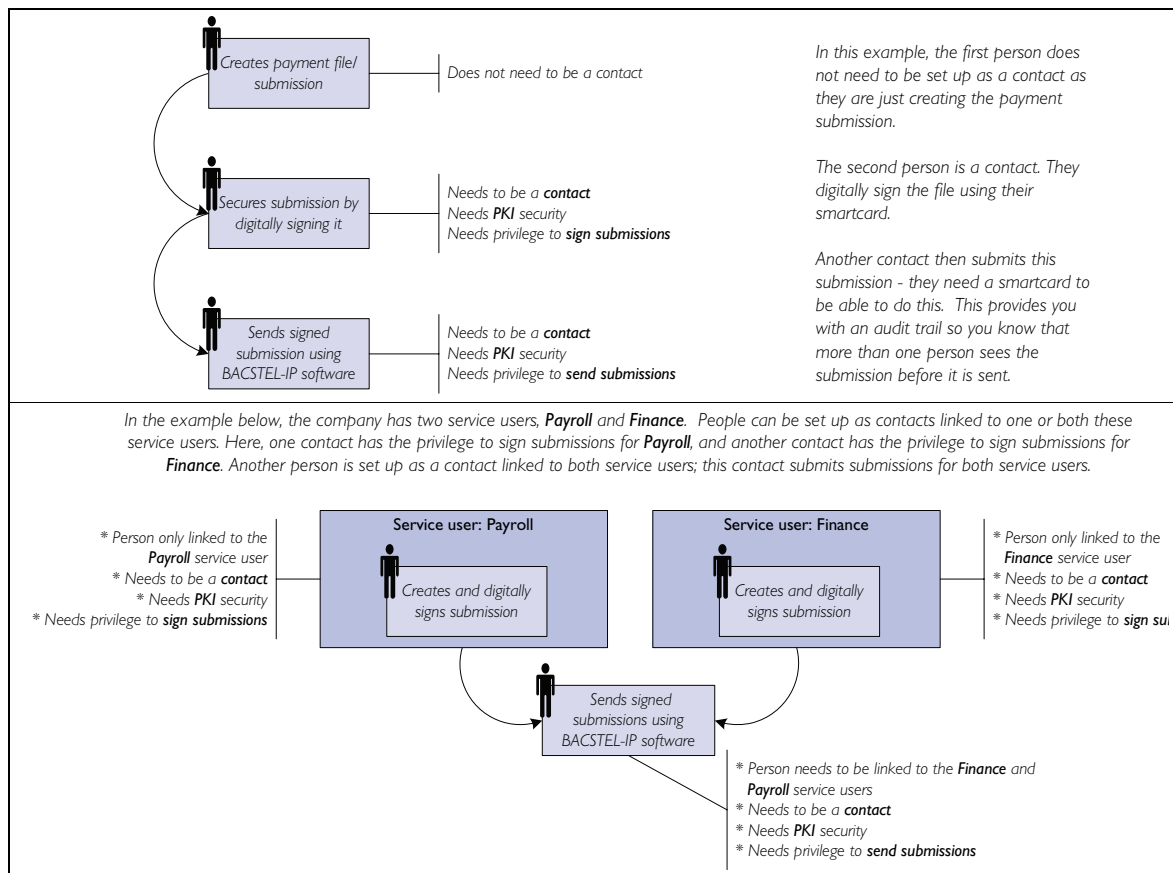 Creates payment file/
submission
Does not need to be a contact
In this example, the first person does
not need to be set up as a contact as
they are just creating the payment
submission.
Secures submission by
digitally signing it
Needs to be a contact
Needs PKI security
Needs privilege to sign submissions
The second person is a contact. They
digitally sign the file using their
smartcard.
Sends signed
submission using
BACSTEL-IP software
Needs to be a contact
Needs PKI security
Needs privilege to send submissions
Another contact then submits this
submission - they need a smartcard to
be able to do this. This provides you
with an audit trail so you know that
more than one person sees the
submission before it is sent.
In the example below, the company has two service users, Payroll and Finance. People can be set up as contacts linked to one or both these
service users. Here, one contact has the privilege to sign submissions for Payroll, and another contact has the privilege to sign submissions for
Finance. Another person is set up as a contact linked to both service users; this contact submits submissions for both service users.
* Person only linked to the
Payroll service user
* Needs to be a contact
* Needs PKI security
* Needs privilege to sign submissions
Service user: Payroll
Creates and digitally
signs submission
Service user: Finance
Creates and digitally
signs submission
* Person only linked to the
Finance service user
* Needs to be a contact
* Needs PKI security
* Needs privilege to sign
Sends signed
submissions using
BACSTEL-IP software
* Person needs to be linked to the Finance and
Payroll service users
* Needs to be a contact
* Needs PKI security
* Needs privilege to send submissions